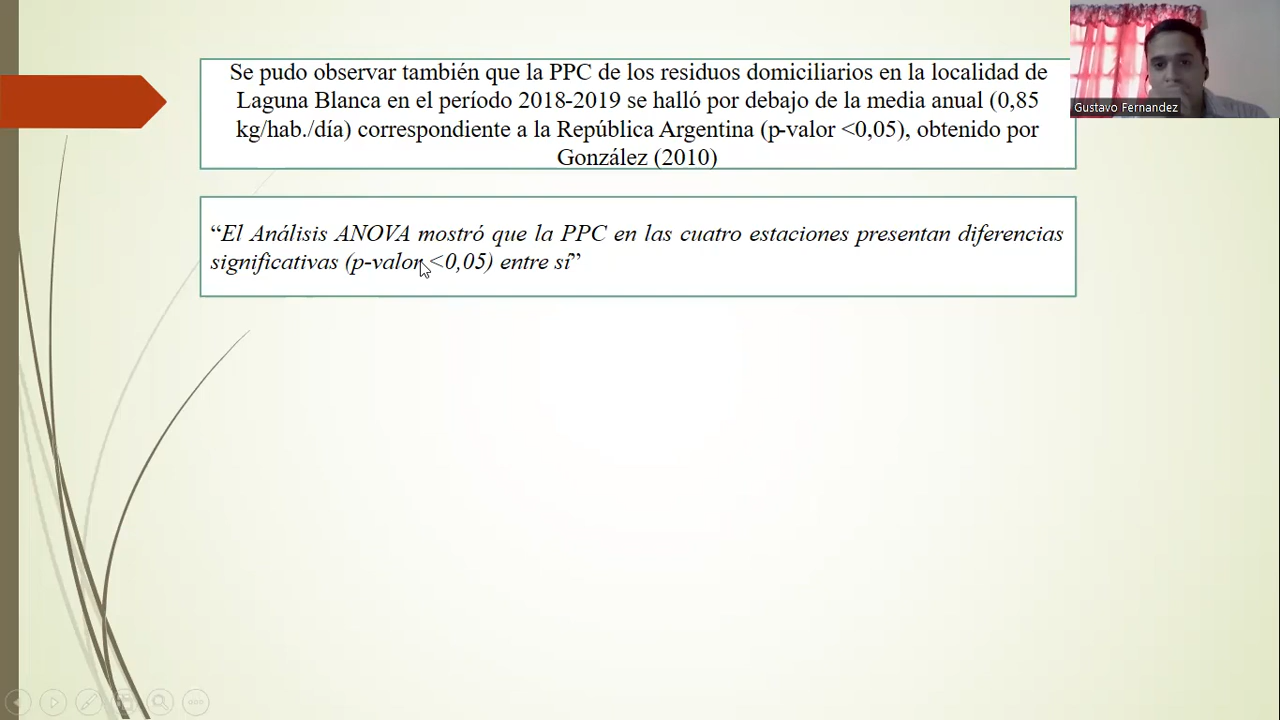 Se pudo observar también que la PPC de los residuos domiciliarios en la localidad de
Laguna Blanca en el período 2018-2019 se halló por debajo de la media anual (0,85
kg/hab./día) correspondiente a la República Argentina (p-valor <0,05), obtenido por
González (2010)
Gustavo Fernandez
“El Análisis ANOVA mostró que la PPC en las cuatro estaciones presentan diferencias
significativas (p-valor <0,05) entre sí”